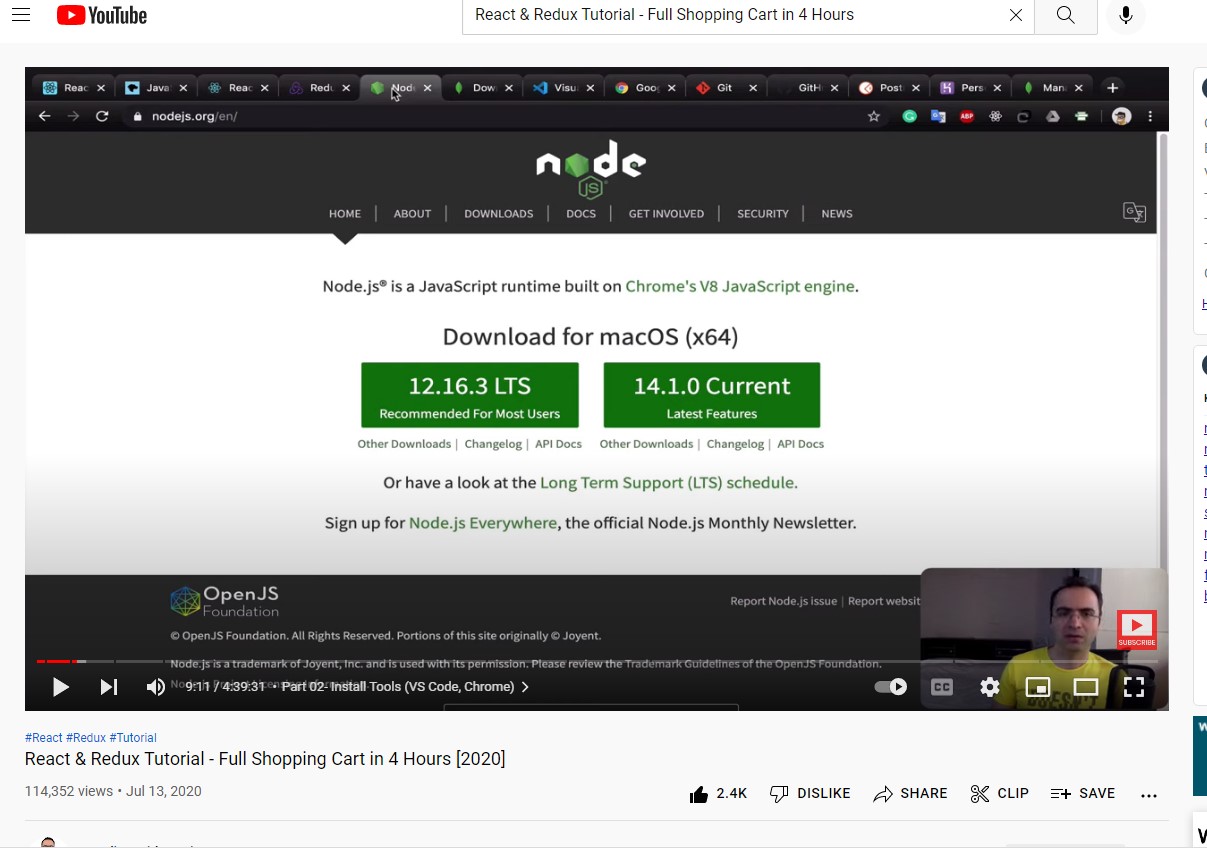 YouTube
React & Redux Tutorial - Full Shopping Cart in 4 Hours
Reac
Java
Reac
Redu
Node
Dow
Visu
Goo
Git
GitH
Post
Pers
Man
nodejs.org/en/
ABP
node
JS
HOME | ABOUT | DOWNLOADS | DOCS | GET INVOLVED | SECURITY | NEWS
Node.js® is a JavaScript runtime built on Chrome's V8 JavaScript engine.
Download for macOS (x64)
12.16.3 LTS
Recommended For Most Users
14.1.0 Current
Latest Features
Other Downloads | Changelog | API Docs
Other Downloads | Changelog | API Docs
Or have a look at the Long Term Support (LTS) schedule.
Sign up for Node.js Everywhere, the official Node.js Monthly Newsletter.
OpenJS
Foundation
Report Node.js issue | Report websit
© OpenJS Foundation. All Rights Reserved. Portions of this site originally © Joyent.
Node.js is a trademark of Joyent, Inc. and is used with its permission. Please review the Trademark Guidelines of the OpenJS Foundation.
SUBSCRIBE
9:11 / 4:39:31 • Part 02- Install Tools (VS Code, Chrome)
CC
#React #Redux #Tutorial
React & Redux Tutorial - Full Shopping Cart in 4 Hours [2020]
114,352 views • Jul 13, 2020
2.4K
DISLIKE
SHARE
CLIP
SAVE